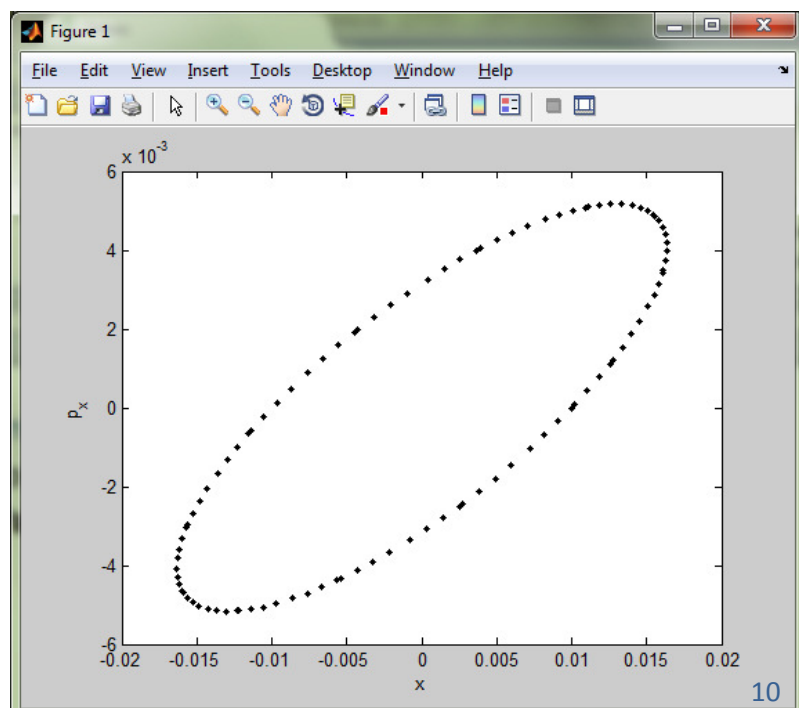 Figure 1
File Edit View Insert Tools Desktop Window Help
x 10^-3
6
4
2
0
-2
-4
-6
p_x
-0.02 -0.015 -0.01 -0.005 0 0.005 0.01 0.015 0.02
x
10